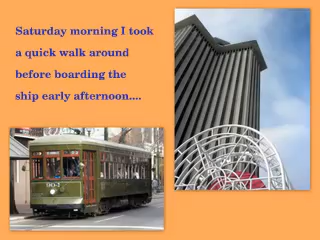 Saturday morning I took
a quick walk around
before boarding the
ship early afternoon....